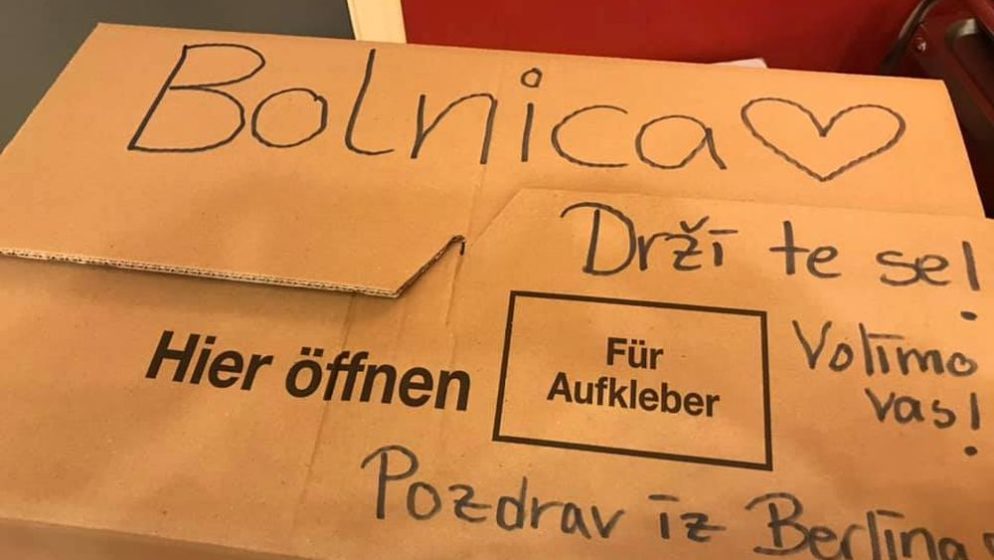 Bolnica
Drži te se!
Hier öffnen
Für
Aufkleber
Volimo
vas!
Pozdrav iz Berlina